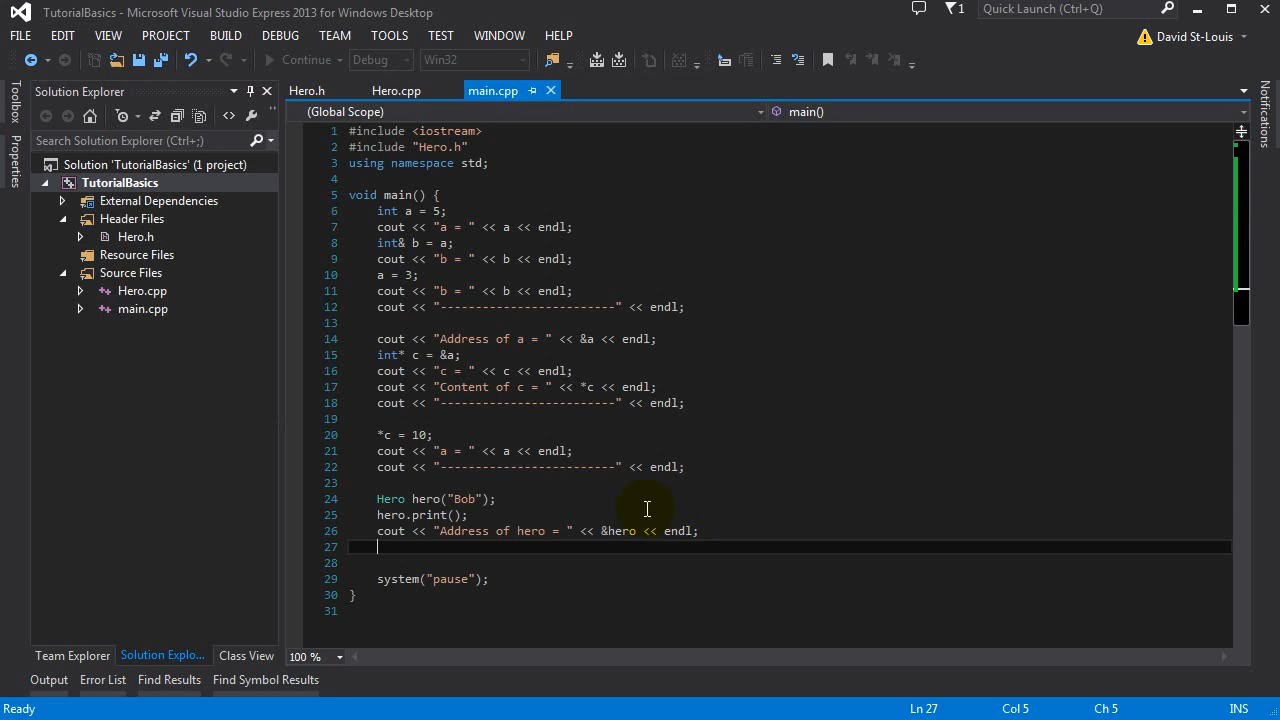 TutorialBasics - Microsoft Visual Studio Express 2013 for Windows Desktop
1
Quick Launch (Ctrl+Q)
FILE EDIT VIEW PROJECT BUILD DEBUG TEAM TOOLS TEST WINDOW HELP
David St-Louis
Continue Debug Win32
Toolbox
Properties
Solution Explorer
Search Solution Explorer (Ctrl+;)
Solution 'TutorialBasics' (1 project)
TutorialBasics
External Dependencies
Header Files
Hero.h
Resource Files
Source Files
Hero.cpp
main.cpp
Team Explorer Solution Explo... Class View
Hero.h Hero.cpp main.cpp
(Global Scope) main()
1 #include <iostream>
2 #include "Hero.h"
3 using namespace std;
4
5 void main() {
6 int a = 5;
7 cout << "a = " << a << endl;
8 int& b = a;
9 cout << "b = " << b << endl;
10 a = 3;
11 cout << "b = " << b << endl;
12 cout << "-------------------------" << endl;
13
14 cout << "Address of a = " << &a << endl;
15 int* c = &a;
16 cout << "c = " << c << endl;
17 cout << "Content of c = " << *c << endl;
18 cout << "-------------------------" << endl;
19
20 *c = 10;
21 cout << "a = " << a << endl;
22 cout << "-------------------------" << endl;
23
24 Hero hero("Bob");
25 hero.print();
26 cout << "Address of hero = " << &hero << endl;
27
28
29 system("pause");
30 }
31
100 %
Notifications
Output Error List Find Results Find Symbol Results
Ready Ln 27 Col 5 Ch 5 INS